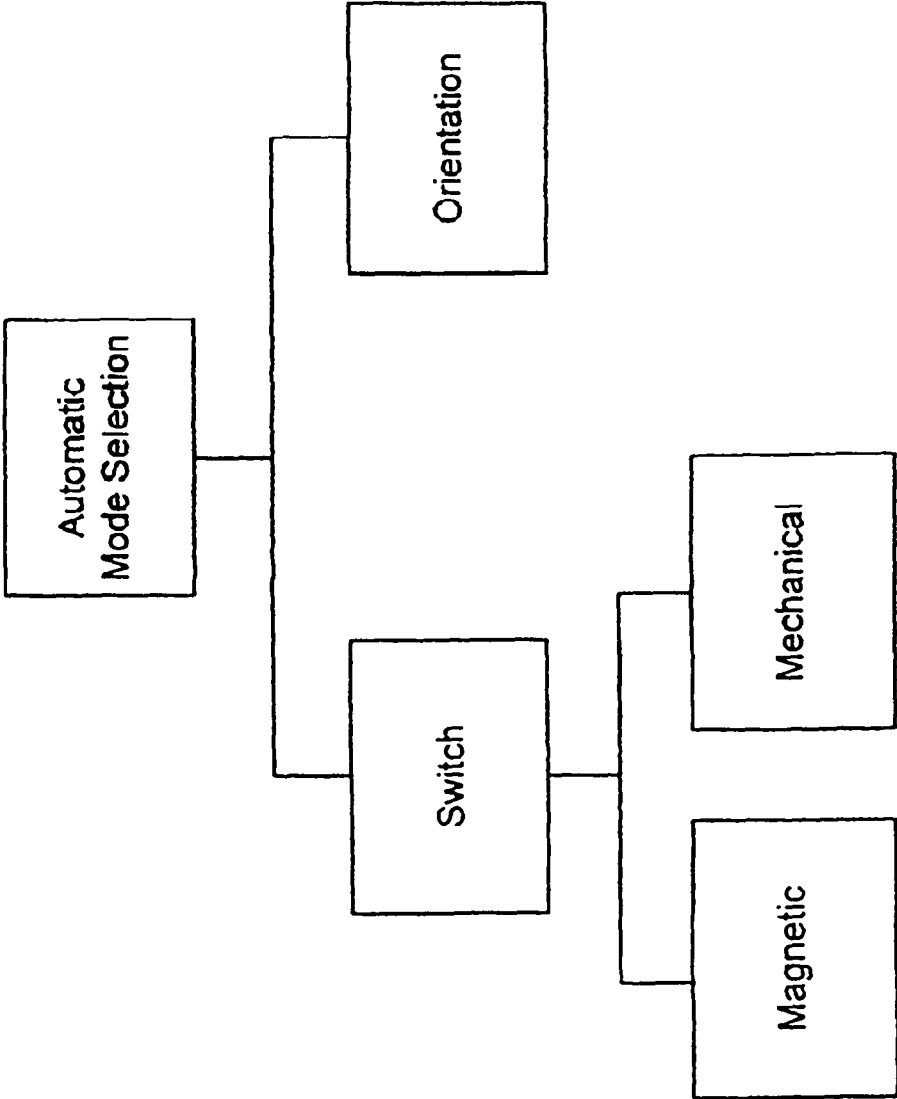 Automatic
Mode Selection
Switch
Orientation
Magnetic
Mechanical